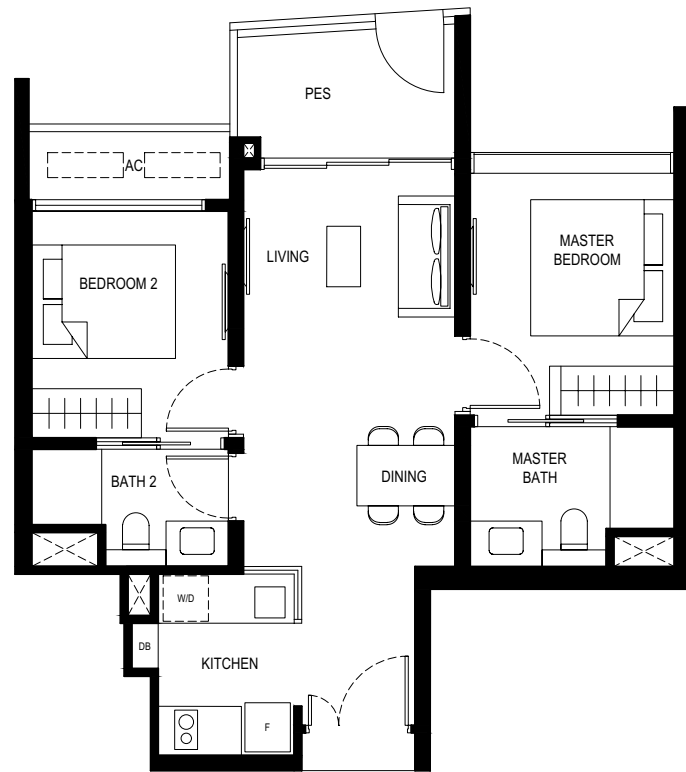 PES
AC
LIVING
MASTER
BEDROOM
BEDROOM 2
MASTER
BATH
DINING
BATH 2
W/D
DB
KITCHEN
F